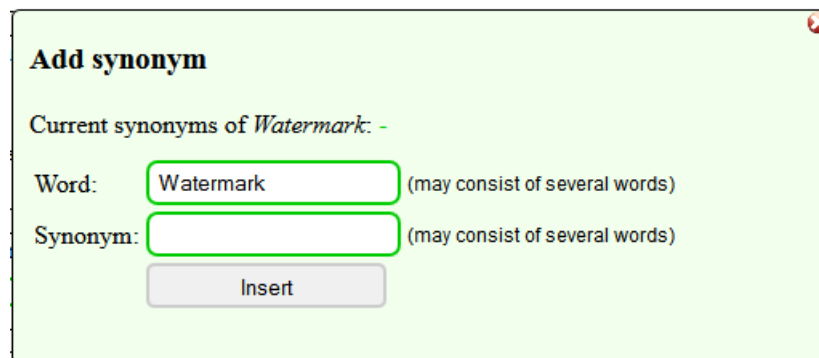 Add synonym
Current synonyms of Watermark: -
Word: Watermark (may consist of several words)
Synonym: (may consist of several words)
Insert